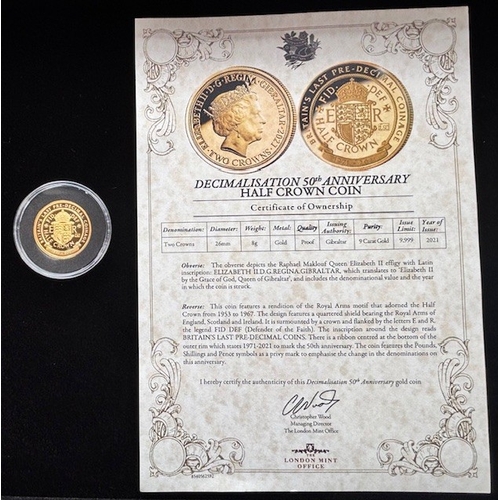 ELIZABETH II·D·G·REGINA·GIBRALTAR·2021
·TWO CROWNS·
BRITAIN'S LAST PRE-DECIMAL COINAGE
FID DEF
E R
HALF CROWN
DECIMALISATION 50th ANNIVERSARY
HALF CROWN COIN
Certificate of Ownership
Denomination: Diameter: Weight: Metal: Quality Issuing Authority: Purity: Issue Limit: Year of Issue:
Two Crowns 26mm 8g Gold Proof Gibraltar 9 Carat Gold 9.999 2021
Obverse: The obverse depicts the Raphael Maklouf Queen Elizabeth II effigy with Latin
inscription: ELIZABETH II.D.G.REGINA.GIBRALTAR, which translates to 'Elizabeth II
by the Grace of God, Queen of Gibraltar', and includes the denominational value and the year
in which the coin is struck.
Reverse: This coin features a rendition of the Royal Arms motif that adorned the Half
Crown from 1953 to 1967. The design features a quartered shield bearing the Royal Arms of
England, Scotland and Ireland. It is surmounted by a crown and flanked by the letters E and R,
the legend FID DEF (Defender of the Faith). The inscription around the design reads
BRITAIN'S LAST PRE-DECIMAL COINS. There is a ribbon centred at the bottom of the
outer rim which states 1971-2021 to mark the 50th anniversary. The coin features the Pounds,
Shillings and Pence symbols as a privy mark to emphasise the change in the denominations on
this anniversary.
I hereby certify the authenticity of this Decimalisation 50th Anniversary gold coin
Christopher Wood
Managing Director
The London Mint Office
THE
LONDON MINT
OFFICE